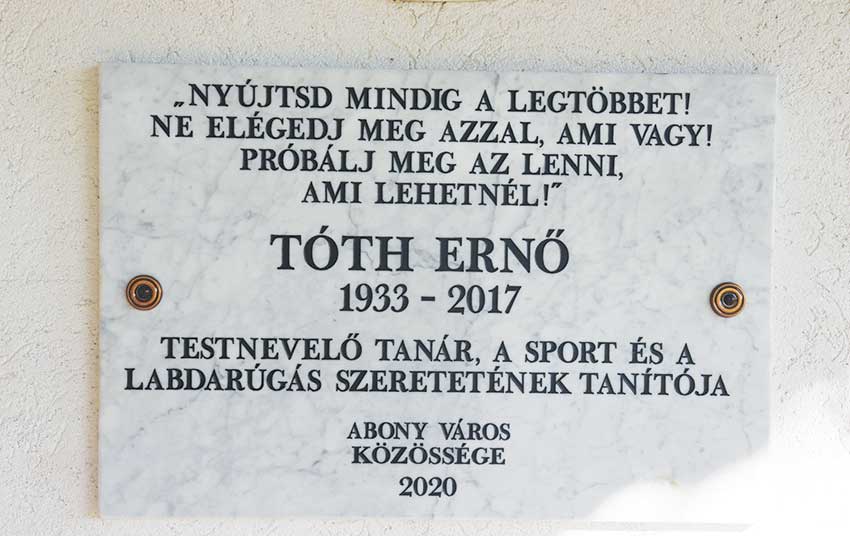 „NYÚJTSD MINDIG A LEGTÖBBET!
NE ELÉGEDJ MEG AZZAL, AMI VAGY!
PRÓBÁLJ MEG AZ LENNI,
AMI LEHETNÉL!”
TÓTH ERNŐ
1933 - 2017
TESTNEVELŐ TANÁR, A SPORT ÉS A
LABDARÚGÁS SZERETETÉNEK TANÍTÓJA
ABONY VÁROS
KÖZÖSSÉGE
2020